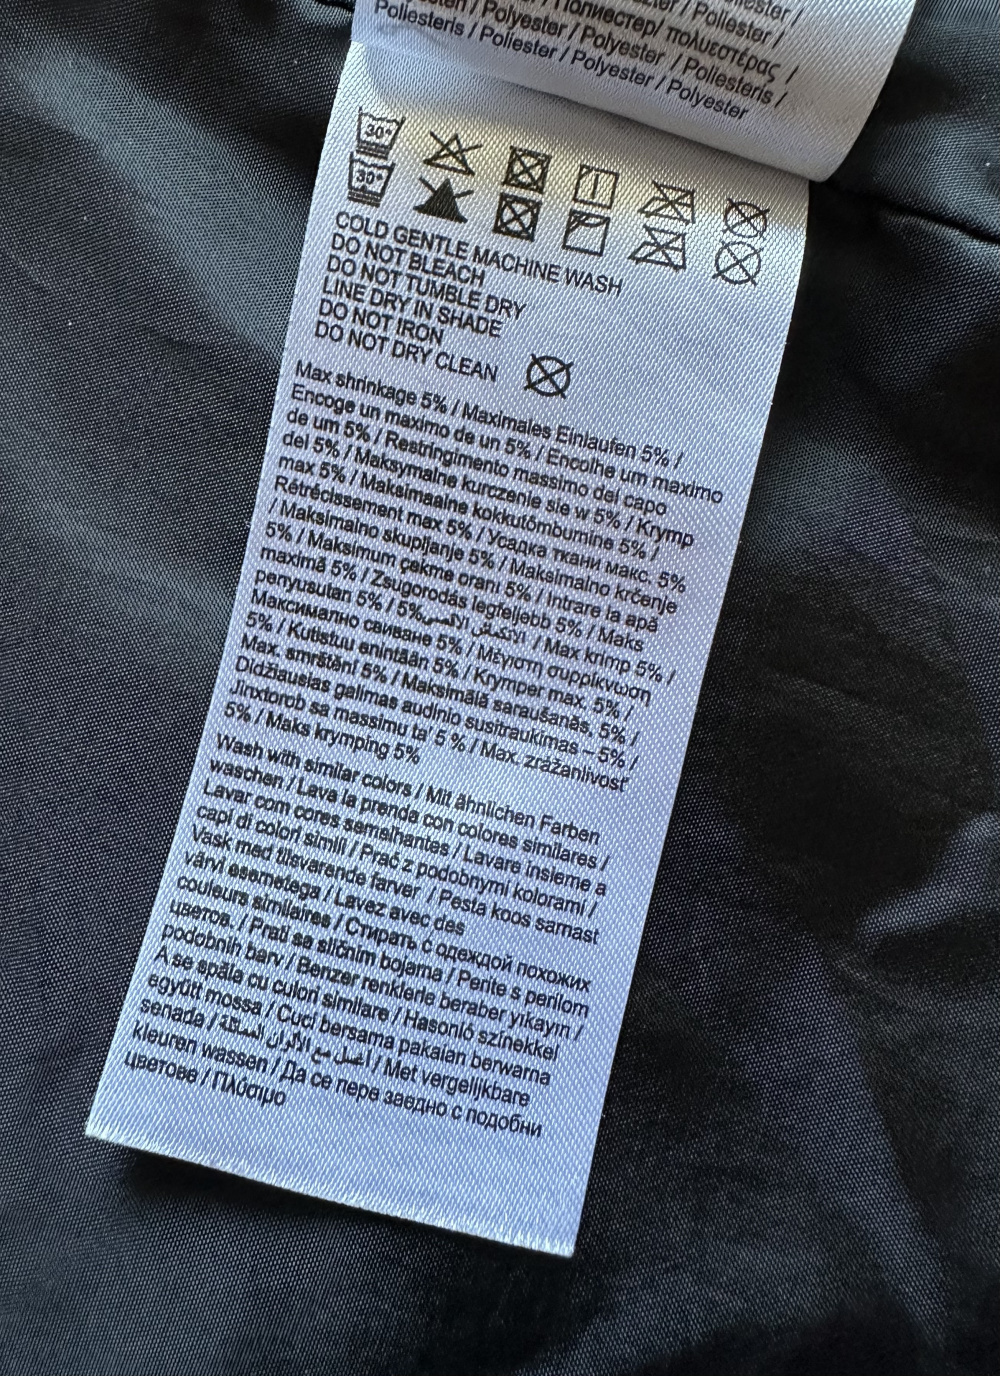 Poliester /
/ Poliester /
/ Полиестер/ πολυεστέρας /
/ Polyester / Polyester / Poliesteris /
Poliesteris / Poliester / Polyester / Polyester
30°
30°
COLD GENTLE MACHINE WASH
DO NOT BLEACH
DO NOT TUMBLE DRY
LINE DRY IN SHADE
DO NOT IRON
DO NOT DRY CLEAN
Max shrinkage 5% / Maximales Einlaufen 5% /
Encoge un maximo de un 5% / Encolhe um maximo
de um 5% / Restringimento massimo del capo
del 5% / Maksymalne kurczenie sie w 5% / Krymp
max 5% / Maksimaalne kokkutõmbumine 5% /
Rétrécissement max 5% / Усадка ткани макс. 5%
/ Maksimalno skupljanje 5% / Maksimalno krčenje
5% / Maksimum çekme oranı 5% / Intrare la apă
maximă 5% / Zsugorodás legfeljebb 5% / Maks
penyusutan 5% / 5% الانكماش الأقصى / Max krimp 5% /
Максимално свиване 5% / Μέγιστη συρρίκνωση
5% / Kutistuu enintään 5% / Krymper max. 5% /
Max. smrštění 5% / Maksimālā saraušanās, 5% /
Didžiausias galimas audinio susitraukimas – 5% /
Jinxtorob sa massimu ta' 5 % / Max. zrážanlivosť
5% / Maks krymping 5%
Wash with similar colors / Mit ähnlichen Farben
waschen / Lava la prenda con colores similares /
Lavar com cores semelhantes / Lavare insieme a
capi di colori simili / Prać z podobnymi kolorami /
Vask med tilsvarende farver / Pesta koos samast
värvi esemetega / Lavez avec des
couleurs similaires / Стирать с одеждой похожих
цветов. / Prati sa sličnim bojama / Perite s perilom
podobnih barv / Benzer renklerle beraber yıkayın /
A se spăla cu culori similare / Hasonló színekkel
együtt mossa / Cuci bersama pakaian berwarna
senada / اغسل مع الألوان المماثلة / Met vergelijkbare
kleuren wassen / Да се пере заедно с подобни
цветове / Πλύσιμο